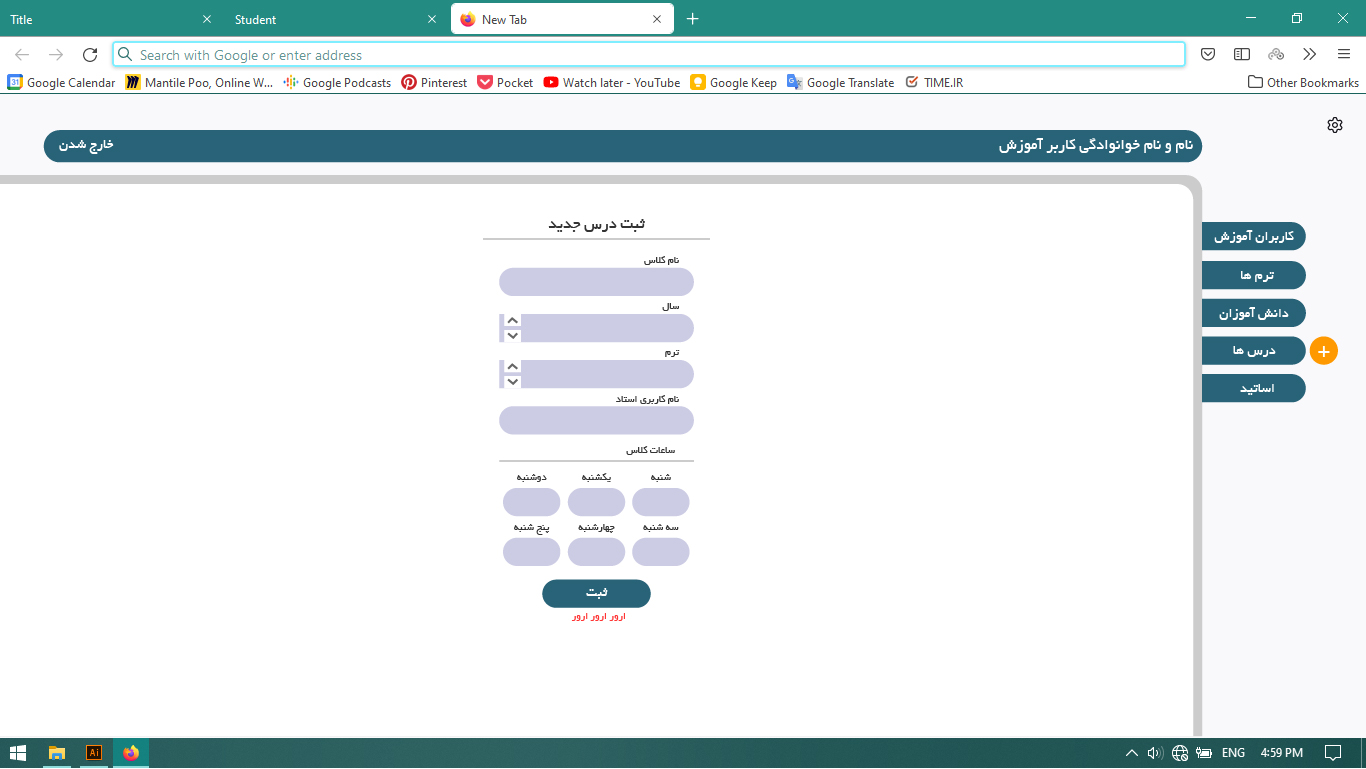 Title
Student
New Tab
Search with Google or enter address
Google Calendar
Mantile Poo, Online W...
Google Podcasts
Pinterest
Pocket
Watch later - YouTube
Google Keep
Google Translate
TIME.IR
Other Bookmarks
نام و نام خوانوادگی کاربر آموزش
خارج شدن
کاربران آموزش
ترم ها
دانش آموزان
درس ها
+
اساتید
ثبت درس جدید
نام کلاس
سال
ترم
نام کاربری استاد
ساعات کلاس
شنبه یکشنبه دوشنبه
سه شنبه چهارشنبه پنج شنبه
ثبت
ارور ارور ارور
31
Ai
ENG
4:59 PM